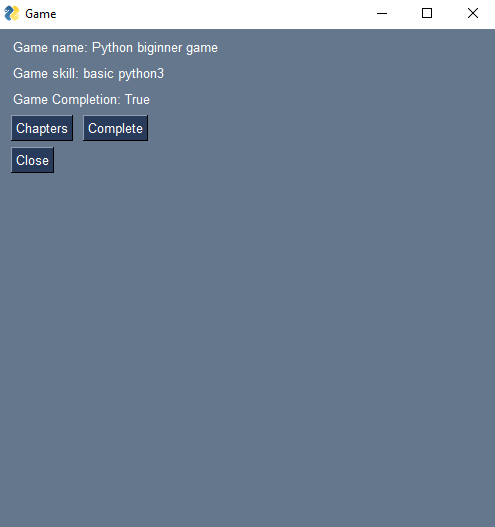 Game
Game name: Python biginner game
Game skill: basic python3
Game Completion: True
Chapters Complete
Close